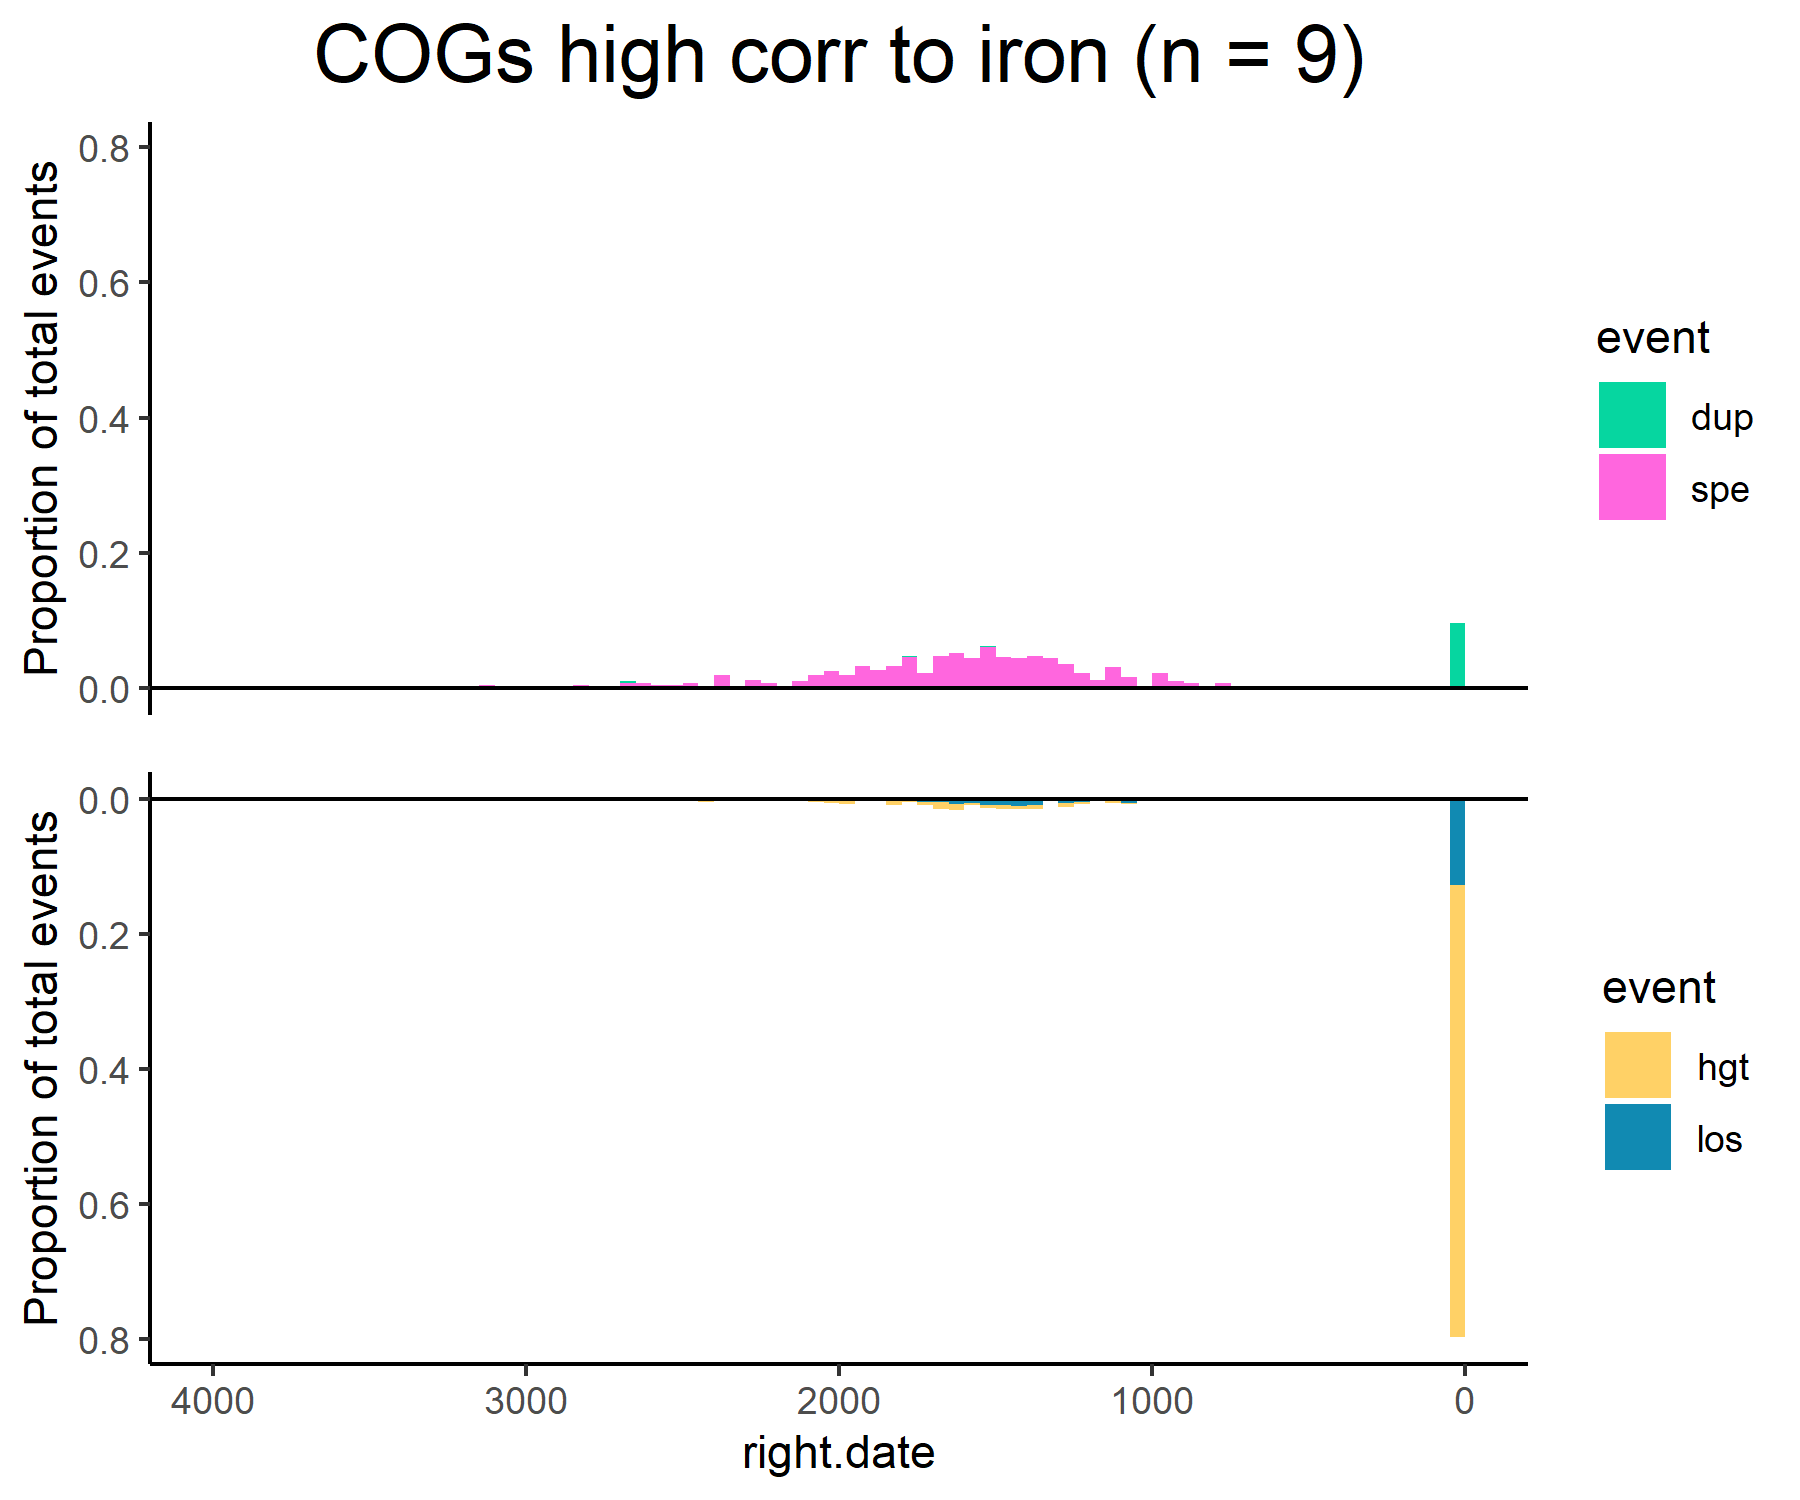 COGs high corr to iron (n = 9)
Proportion of total events
0.8
0.6
0.4
0.2
0.0
event
dup
spe
Proportion of total events
0.0
0.2
0.4
0.6
0.8
event
hgt
los
4000 3000 2000 1000 0
right.date